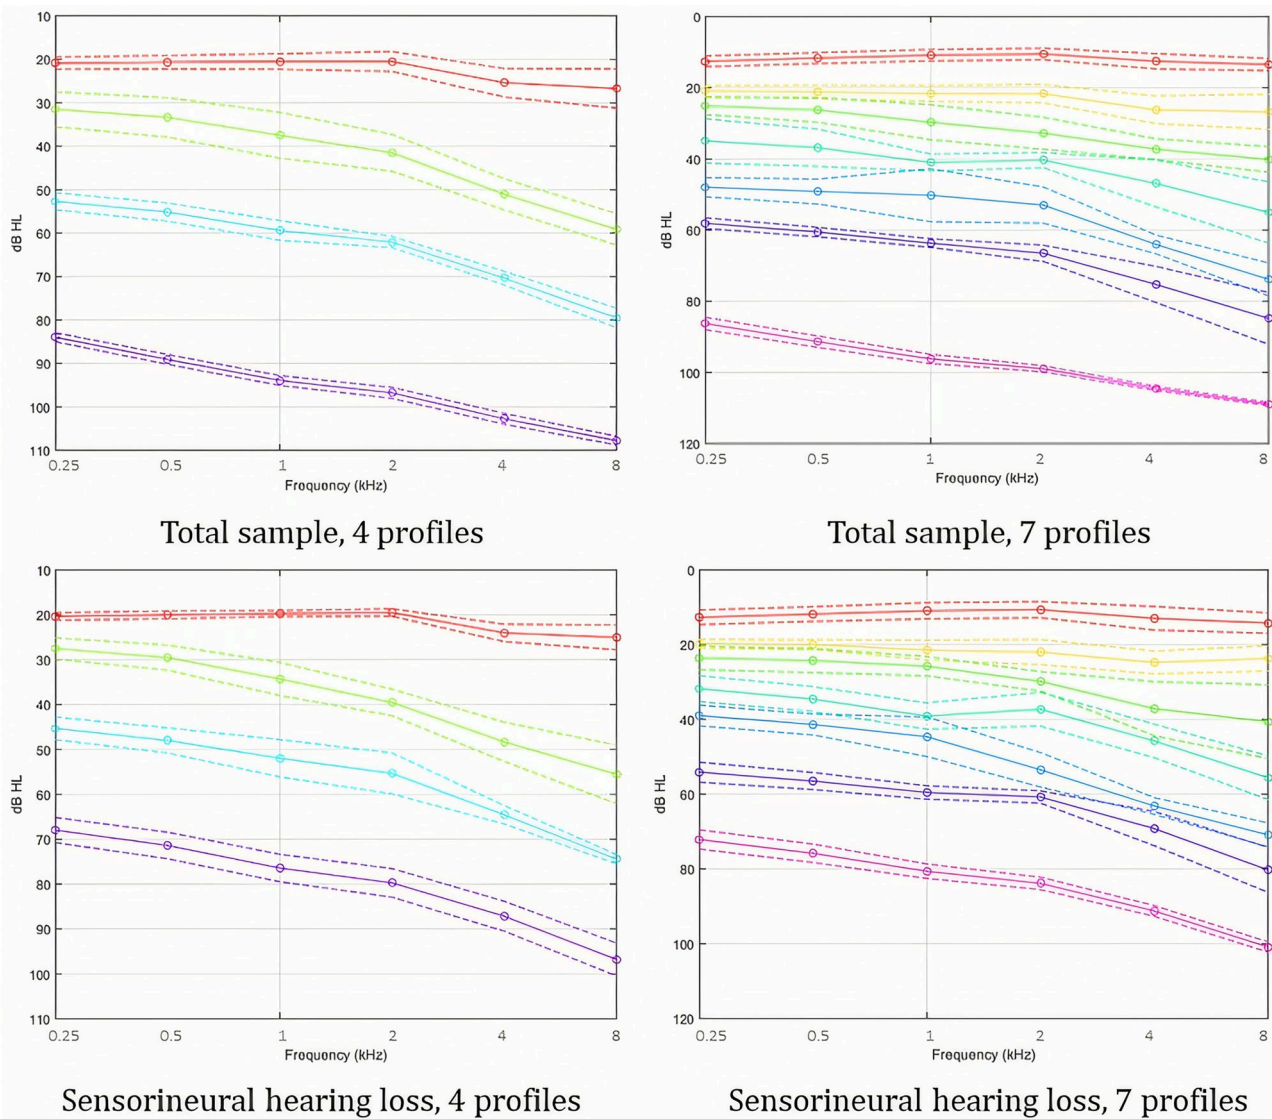 10
20
30
40
50
60
70
80
90
100
110
dB HL
0.25 0.5 1 2 4 8
Frequency (kHz)
Total sample, 4 profiles
0
20
40
60
80
100
120
dB HL
0.25 0.5 1 2 4 8
Frequency (kHz)
Total sample, 7 profiles
10
20
30
40
50
60
70
80
90
100
110
dB HL
0.25 0.5 1 2 4 8
Frequency (kHz)
Sensorineural hearing loss, 4 profiles
0
20
40
60
80
100
120
dB HL
0.25 0.5 1 2 4 8
Frequency (kHz)
Sensorineural hearing loss, 7 profiles